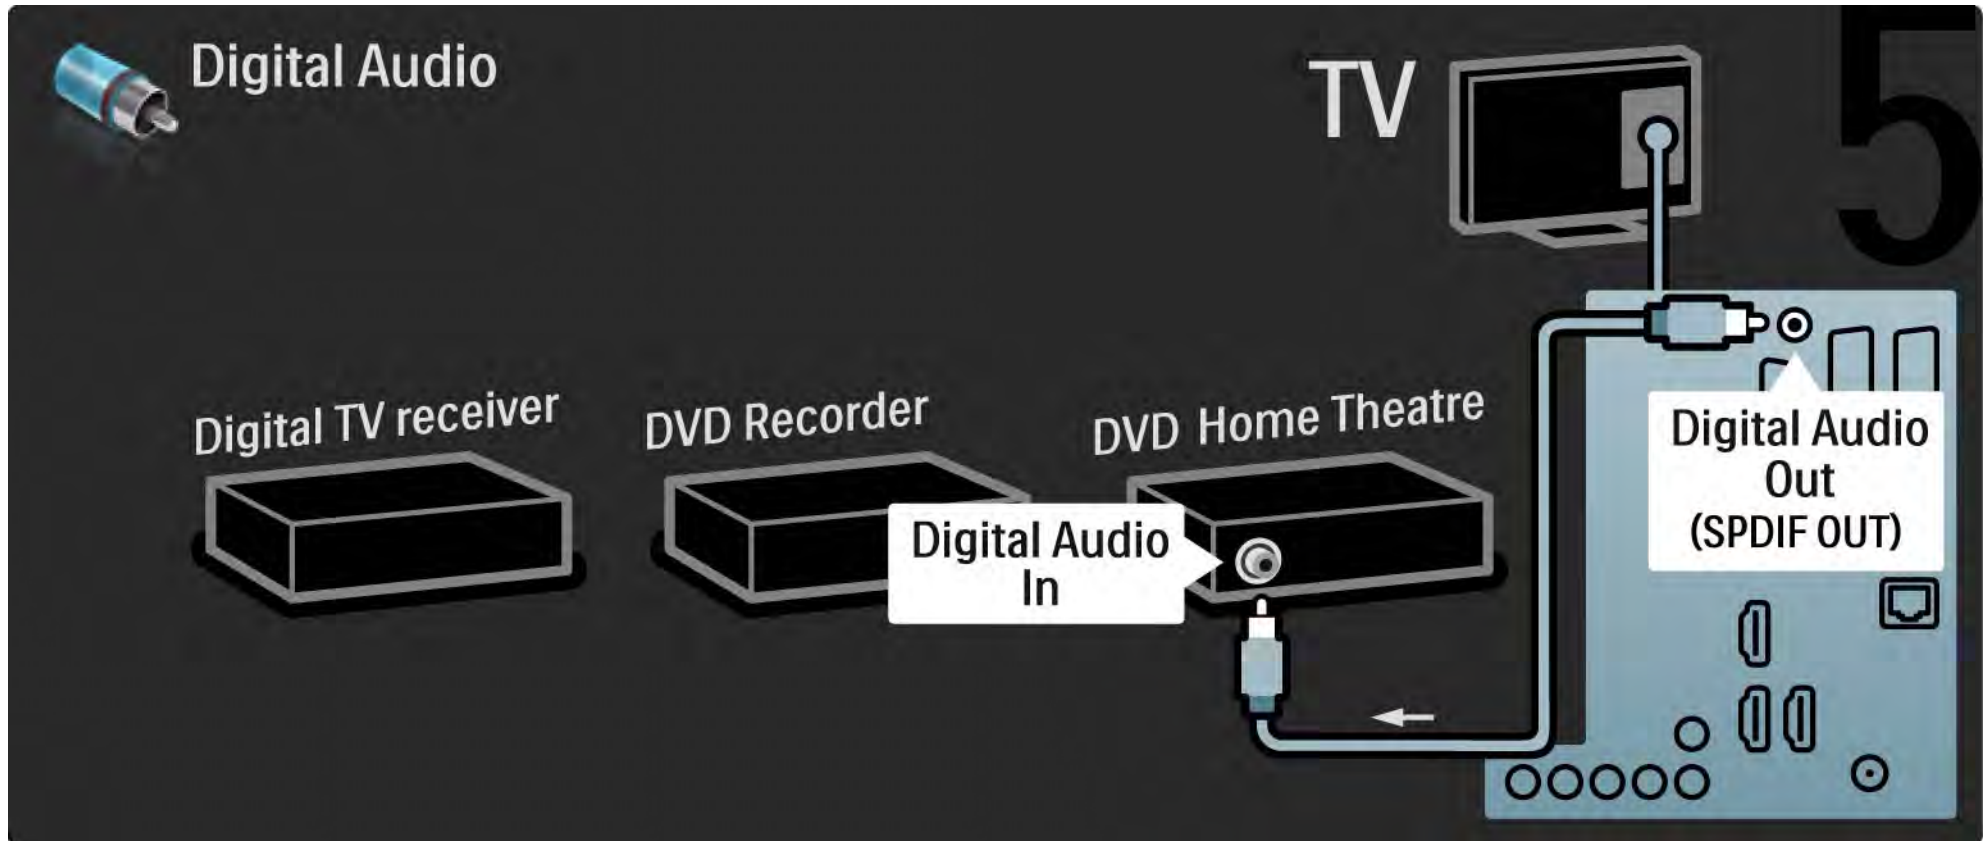 Digital Audio
TV
5
Digital TV receiver
DVD Recorder
DVD Home Theatre
Digital Audio
In
Digital Audio
Out
(SPDIF OUT)